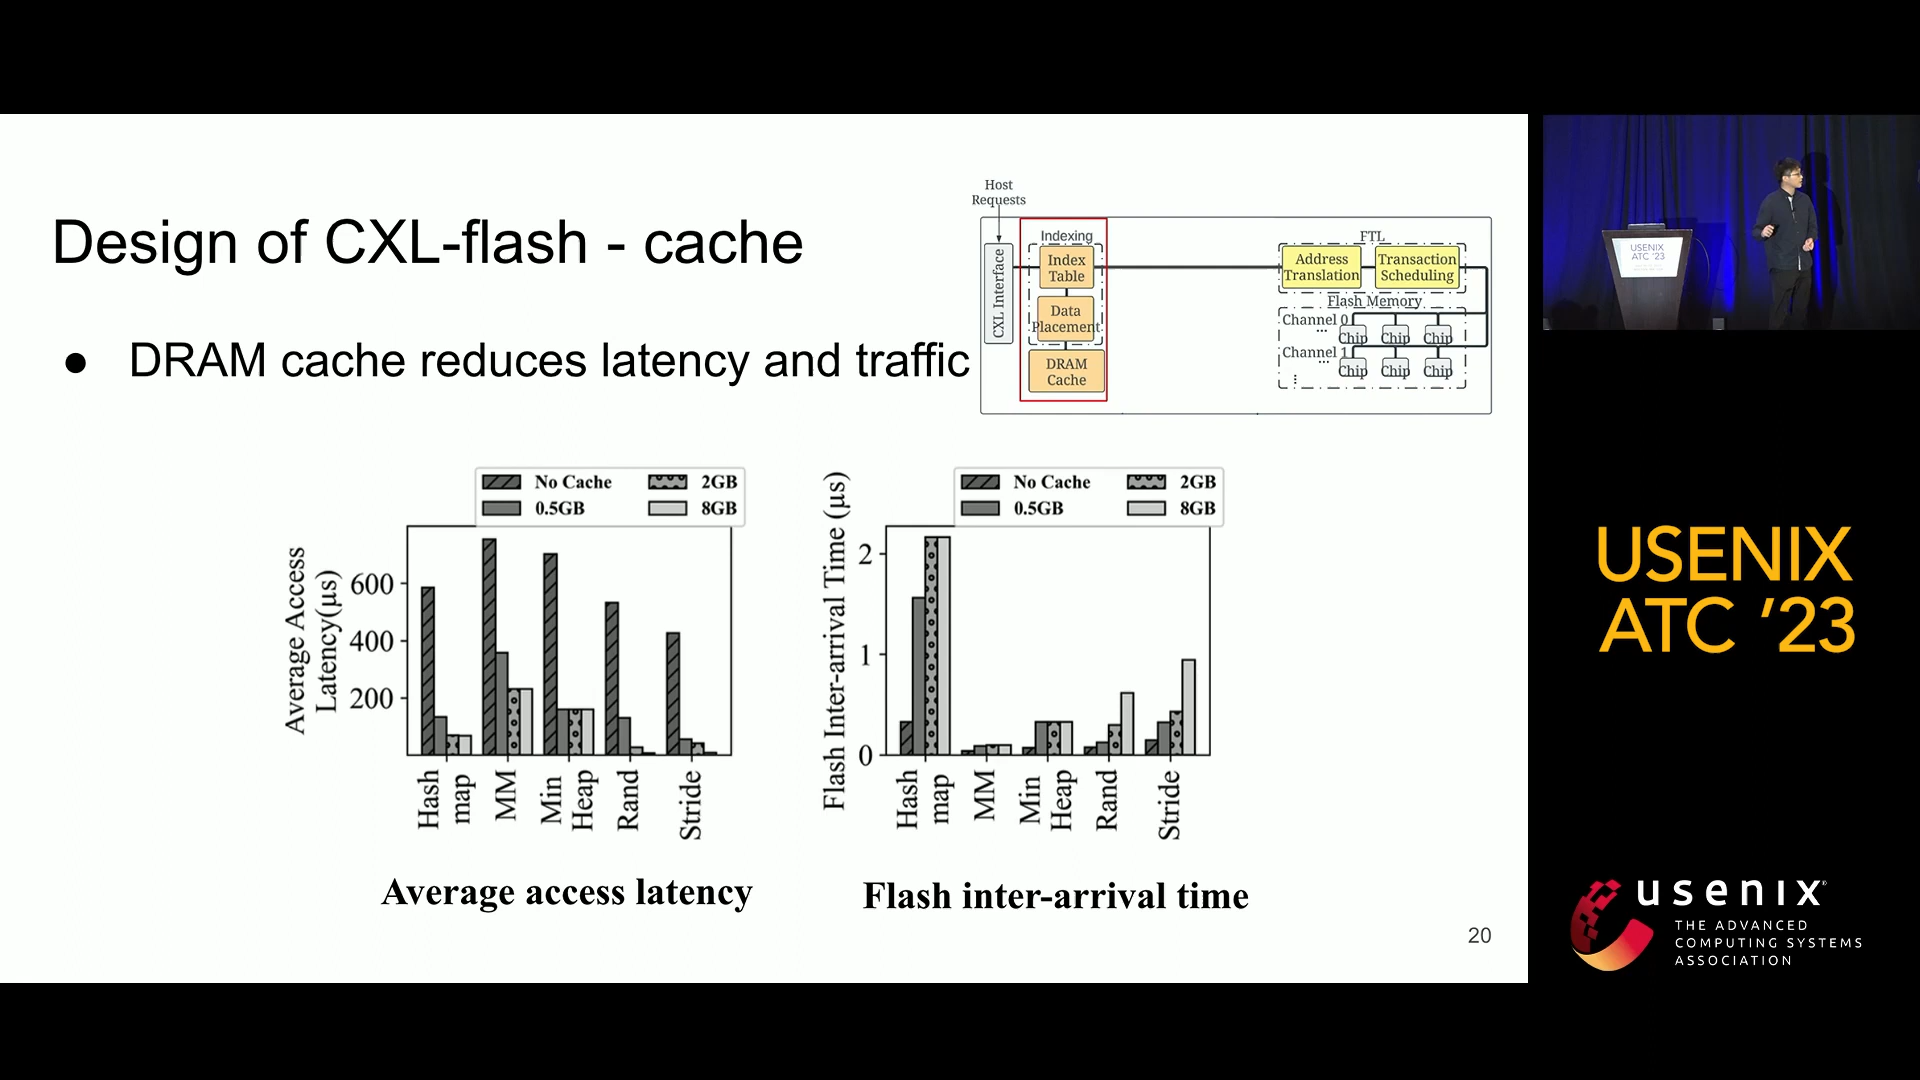 Design of CXL-flash - cache
● DRAM cache reduces latency and traffic
Host
Requests
CXL Interface
Indexing
Index
Table
Data
Placement
DRAM
Cache
FTL
Address
Translation
Transaction
Scheduling
Flash Memory
Channel 0
...
Chip Chip Chip
Channel 1
...
Chip Chip Chip
⋮
No Cache 2GB
0.5GB 8GB
Average Access
Latency(μs)
600
400
200
Hash
map
MM
Min
Heap
Rand
Stride
Average access latency
No Cache 2GB
0.5GB 8GB
Flash Inter-arrival Time (μs)
2
1
0
Hash
map
MM
Min
Heap
Rand
Stride
Flash inter-arrival time
20
USENIX
ATC '23
USENIX
ATC ’23
usenix®
THE ADVANCED
COMPUTING SYSTEMS
ASSOCIATION